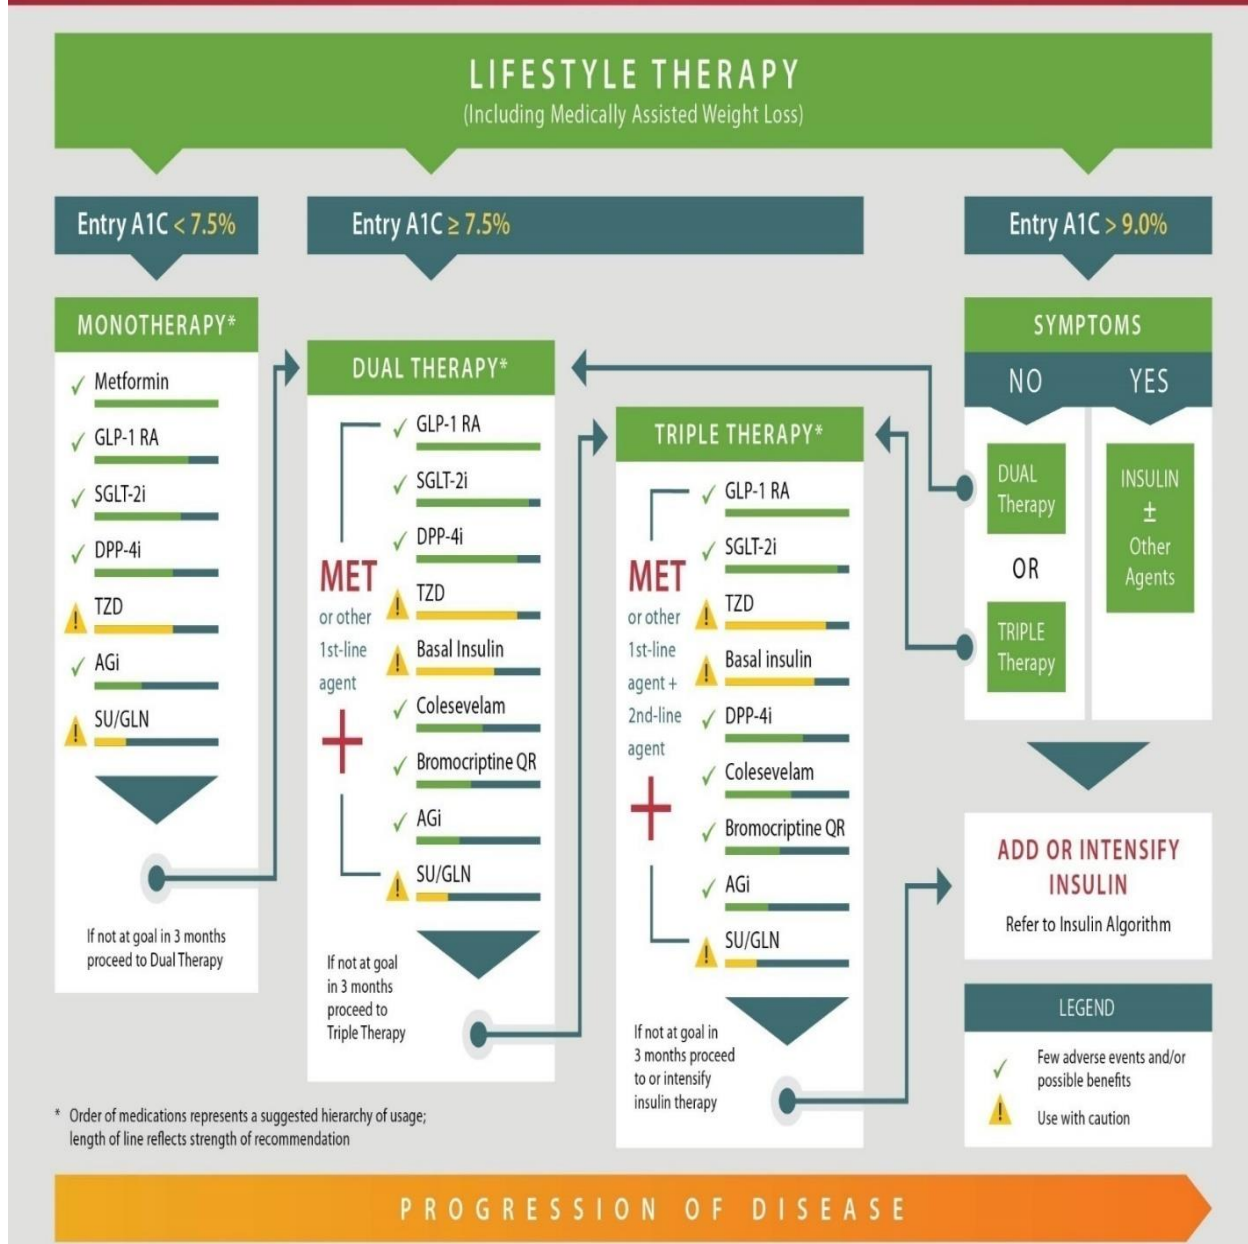 LIFESTYLE THERAPY
(Including Medically Assisted Weight Loss)
Entry A1C < 7.5%
Entry A1C ≥ 7.5%
Entry A1C > 9.0%
MONOTHERAPY*
Metformin
GLP-1 RA
SGLT-2i
DPP-4i
TZD
AGi
SU/GLN
If not at goal in 3 months
proceed to Dual Therapy
DUAL THERAPY*
MET
or other
1st-line
agent
+
GLP-1 RA
SGLT-2i
DPP-4i
TZD
Basal Insulin
Colesevelam
Bromocriptine QR
AGi
SU/GLN
If not at goal
in 3 months
proceed to
Triple Therapy
TRIPLE THERAPY*
MET
or other
1st-line
agent +
2nd-line
agent
+
GLP-1 RA
SGLT-2i
TZD
Basal insulin
DPP-4i
Colesevelam
Bromocriptine QR
AGi
SU/GLN
If not at goal in
3 months proceed
to or intensify
insulin therapy
SYMPTOMS
NO
YES
DUAL
Therapy
OR
TRIPLE
Therapy
INSULIN
±
Other
Agents
ADD OR INTENSIFY
INSULIN
Refer to Insulin Algorithm
LEGEND
Few adverse events and/or
possible benefits
Use with caution
* Order of medications represents a suggested hierarchy of usage;
length of line reflects strength of recommendation
PROGRESSION OF DISEASE